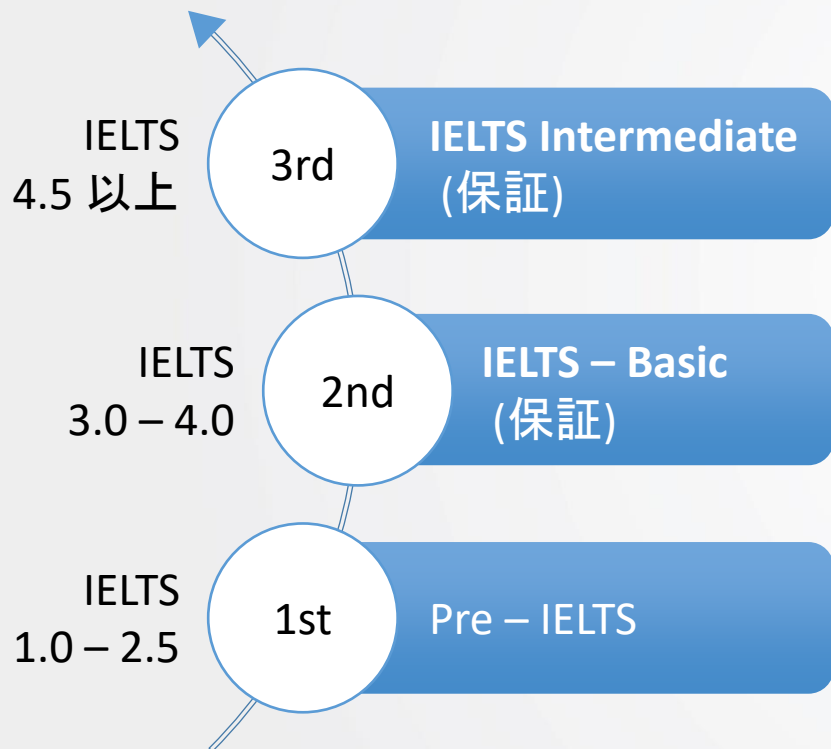 IELTS
4.5 以上
3rd
IELTS Intermediate
(保証)
IELTS
3.0 – 4.0
2nd
IELTS – Basic
(保証)
IELTS
1.0 – 2.5
1st
Pre – IELTS